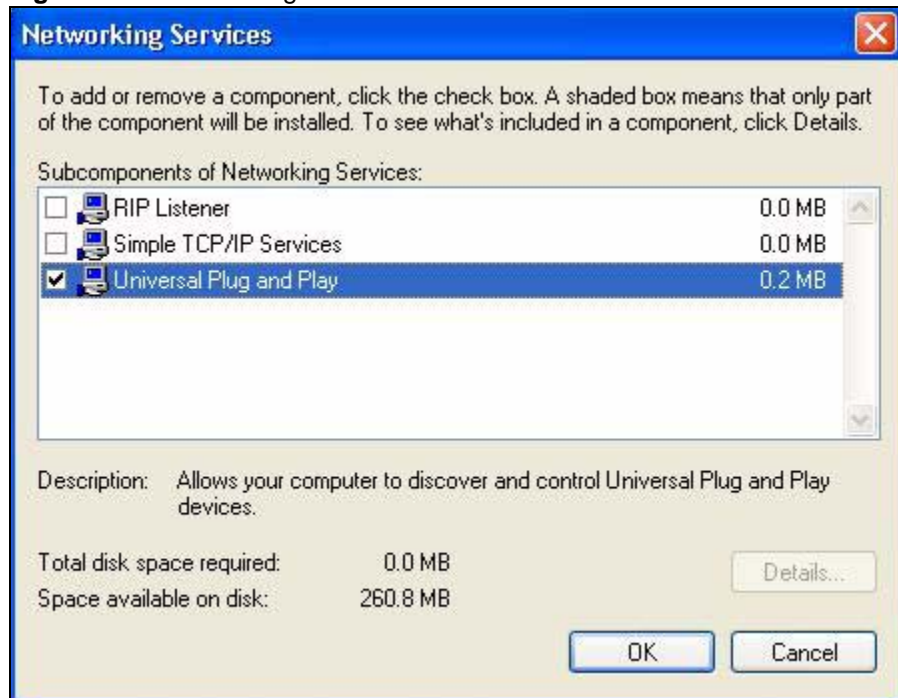 Networking Services
To add or remove a component, click the check box. A shaded box means that only part
of the component will be installed. To see what's included in a component, click Details.
Subcomponents of Networking Services:
RIP Listener 0.0 MB
Simple TCP/IP Services 0.0 MB
Universal Plug and Play 0.2 MB
Description: Allows your computer to discover and control Universal Plug and Play
devices.
Total disk space required: 0.0 MB
Space available on disk: 260.8 MB
Details...
OK Cancel